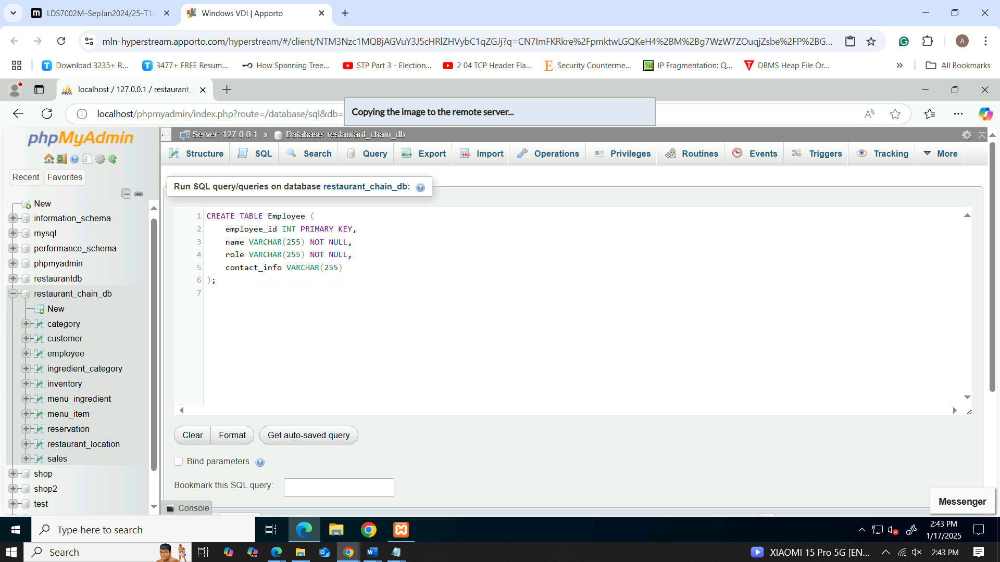 LDS7002M–SepJan2024/25–T1-
Windows VDI | Apporto
mln-hyperstream.apporto.com/hyperstream/#/client/NTM3Nzc1MQBjAGVuY3J5cHRlZHVybC1qZGJj?q=CN7ImFKRkre%2FpmktwLGQKeH4%2BM%2Bg7WzW7ZOuqjZsbe%2FP%2BG...
A
Download 3235+ R...
3477+ FREE Resum...
How Spanning Tree...
STP Part 3 - Election...
2 04 TCP Header Fla...
Security Counterme...
IP Fragmentation: Q...
DBMS Heap File Or...
All Bookmarks
localhost / 127.0.0.1 / restaurant_
localhost/phpmyadmin/index.php?route=/database/sql&db=
Copying the image to the remote server...
phpMyAdmin
Recent
Favorites
New
information_schema
mysql
performance_schema
phpmyadmin
restaurantdb
restaurant_chain_db
New
category
customer
employee
ingredient_category
inventory
menu_ingredient
menu_item
reservation
restaurant_location
sales
shop
shop2
test
Server: 127.0.0.1 » Database: restaurant_chain_db
Structure
SQL
Search
Query
Export
Import
Operations
Privileges
Routines
Events
Triggers
Tracking
More
Run SQL query/queries on database restaurant_chain_db:
1 CREATE TABLE Employee (
2 employee_id INT PRIMARY KEY,
3 name VARCHAR(255) NOT NULL,
4 role VARCHAR(255) NOT NULL,
5 contact_info VARCHAR(255)
6 );
7
Clear
Format
Get auto-saved query
Bind parameters
Bookmark this SQL query:
Console
Messenger
Type here to search
2:43 PM
1/17/2025
Search
XIAOMI 15 Pro 5G [EN...
2:43 PM